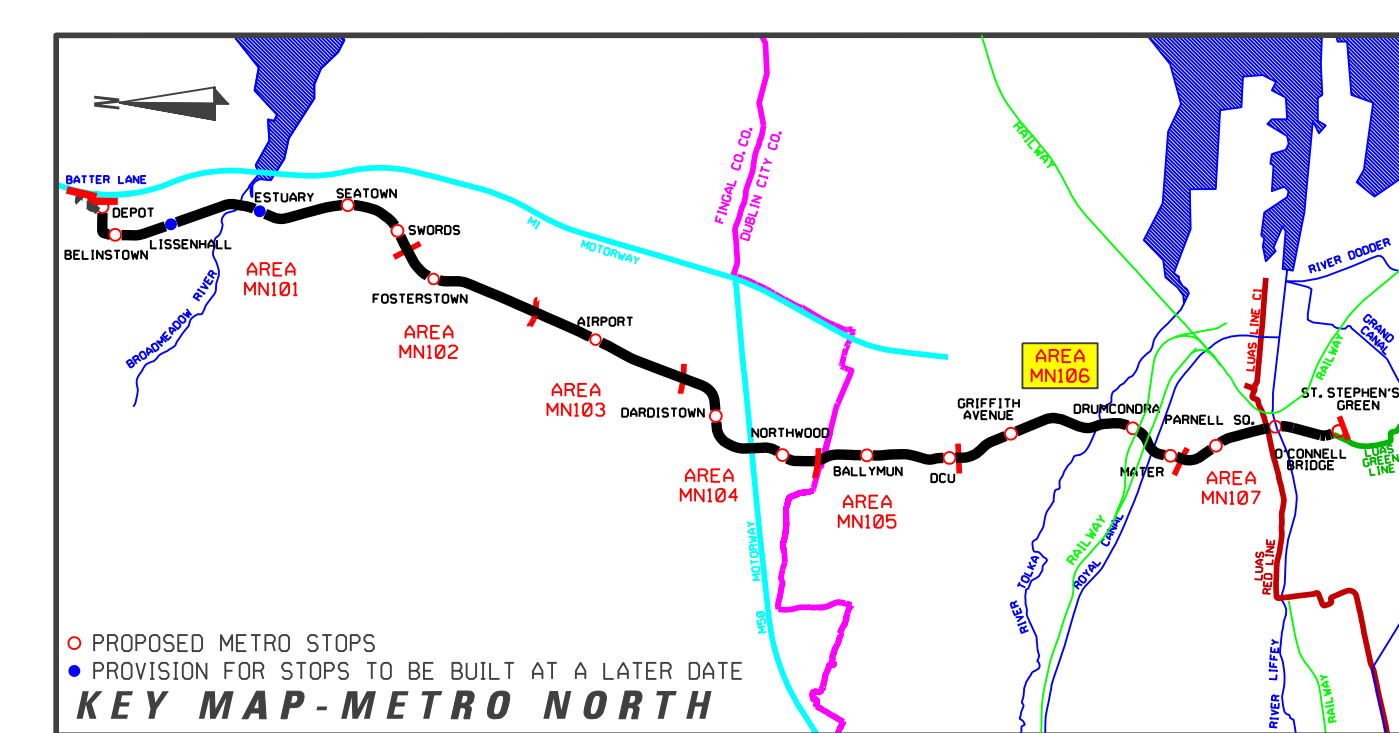 N
BATTER LANE
DEPOT
BELINSTOWN
LISSENHALL
ESTUARY
SEATOWN
SWORDS
AREA
MN101
BROADMEADOW RIVER
FOSTERSTOWN
AREA
MN102
AIRPORT
M1
MOTORWAY
FINGAL CO.CO.
DUBLIN CITY CO.
AREA
MN103
DARDISTOWN
NORTHWOOD
AREA
MN104
MOTORWAY
M50
BALLYMUN
AREA
MN105
DCU
GRIFFITH
AVENUE
AREA
MN106
RAILWAY
DRUMCONDRA
MATER
PARNELL SQ.
AREA
MN107
O'CONNELL
BRIDGE
ST. STEPHEN'S
GREEN
LUAS
GREEN
LINE
LUAS LINE C1
RIVER DODDER
GRAND
CANAL
RAILWAY
RIVER TOLKA
RAILWAY
ROYAL CANAL
LUAS
RED LINE
RIVER LIFFEY
RAILWAY
PROPOSED METRO STOPS
PROVISION FOR STOPS TO BE BUILT AT A LATER DATE
KEY MAP-METRO NORTH